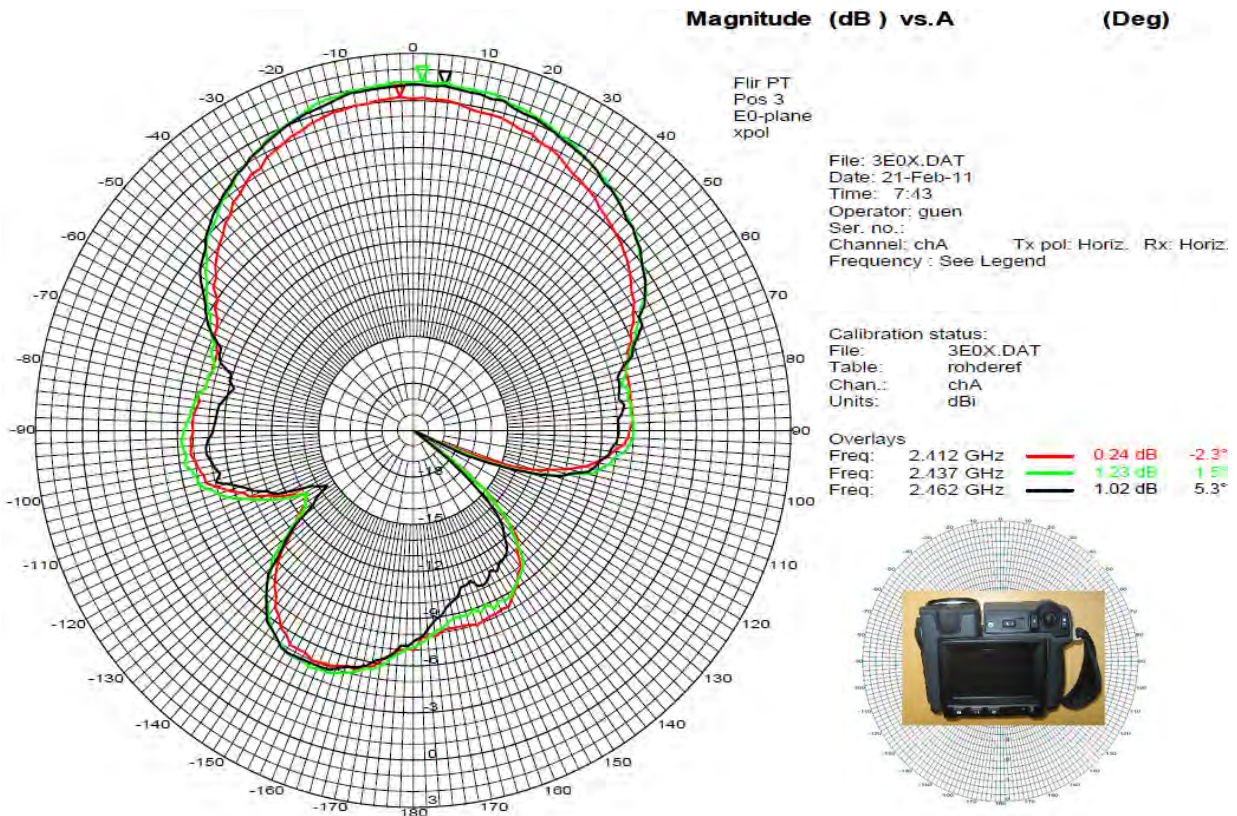 Magnitude (dB ) vs.A (Deg)
Flir PT
Pos 3
E0-plane
xpol
File: 3E0X.DAT
Date: 21-Feb-11
Time: 7:43
Operator: guen
Ser. no.:
Channel: chA Tx pol: Horiz. Rx: Horiz.
Frequency : See Legend
Calibration status:
File: 3E0X.DAT
Table: rohderef
Chan.: chA
Units: dBi
Overlays
Freq: 2.412 GHz 0.24 dB -2.3°
Freq: 2.437 GHz 1.23 dB 1.5°
Freq: 2.462 GHz 1.02 dB 5.3°
0
-10 10
-20 20
-30 30
-40 40
-50 50
-60 60
-70 70
-80 80
-90 90
-100 100
-110 110
-120 120
-130 130
-140 140
-150 150
-160 160
-170 170
180
-18
-15
-12
-9
-6
-3
0
3